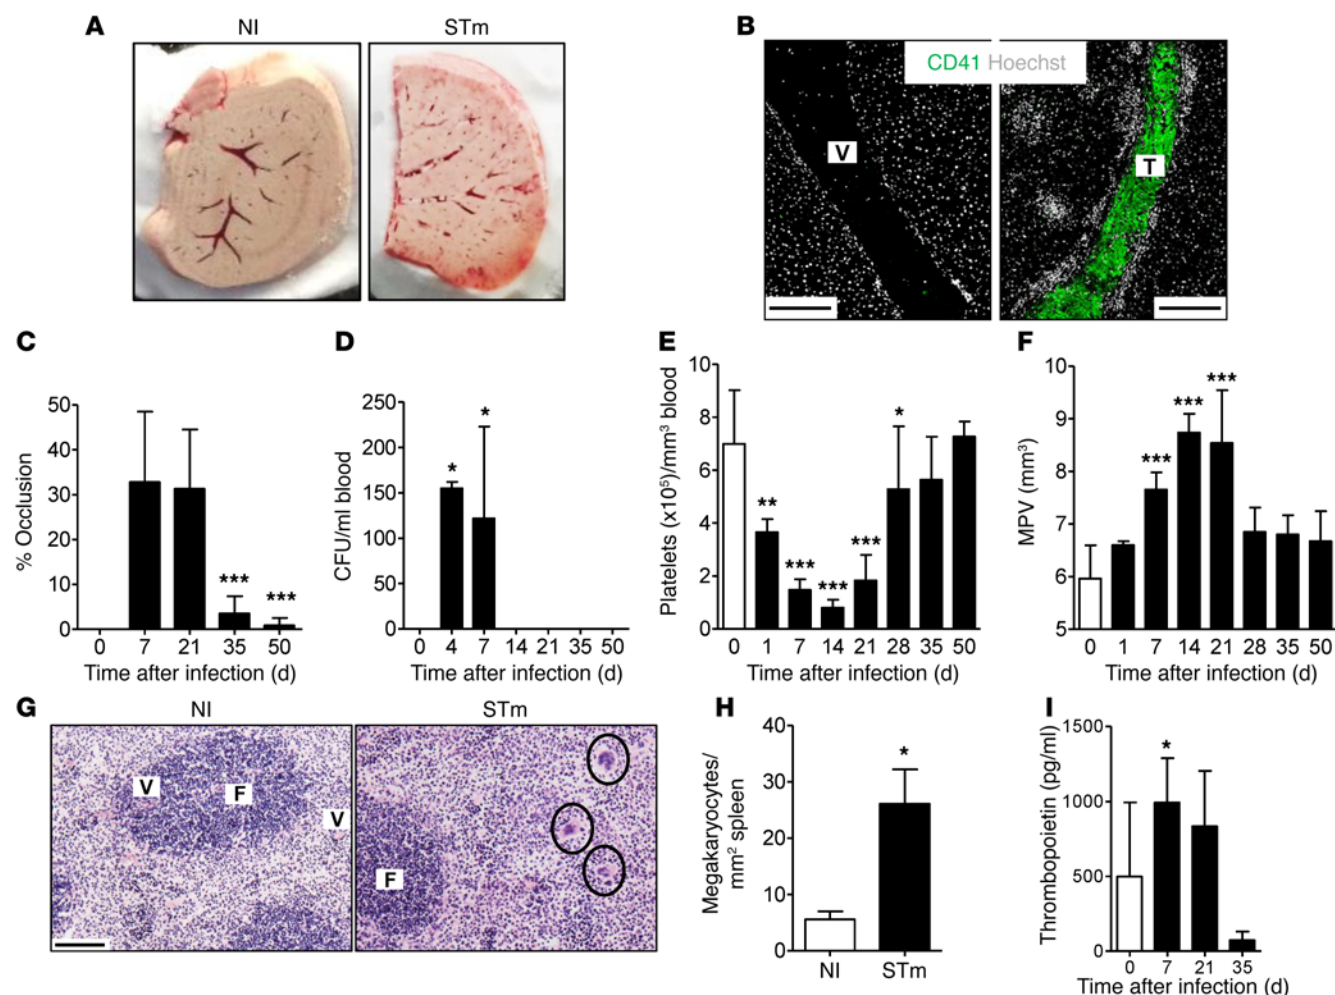 A
NI
STm
B
CD41 Hoechst
V
T
C
% Occlusion
50
40
30
20
10
0
***
***
0 7 21 35 50
Time after infection (d)
D
CFU/ml blood
250
200
150
100
50
0
*
*
0 4 7 14 21 35 50
Time after infection (d)
E
Platelets (x10⁵)/mm³ blood
10
8
6
4
2
0
**
***
***
***
*
0 1 7 14 21 28 35 50
Time after infection (d)
F
MPV (mm³)
10
9
8
7
6
5
***
***
***
0 1 7 14 21 28 35 50
Time after infection (d)
G
NI
STm
V
F
V
F
H
Megakaryocytes/
mm² spleen
40
30
20
10
0
*
NI STm
I
Thrombopoietin (pg/ml)
1500
1000
500
0
*
0 7 21 35
Time after infection (d)